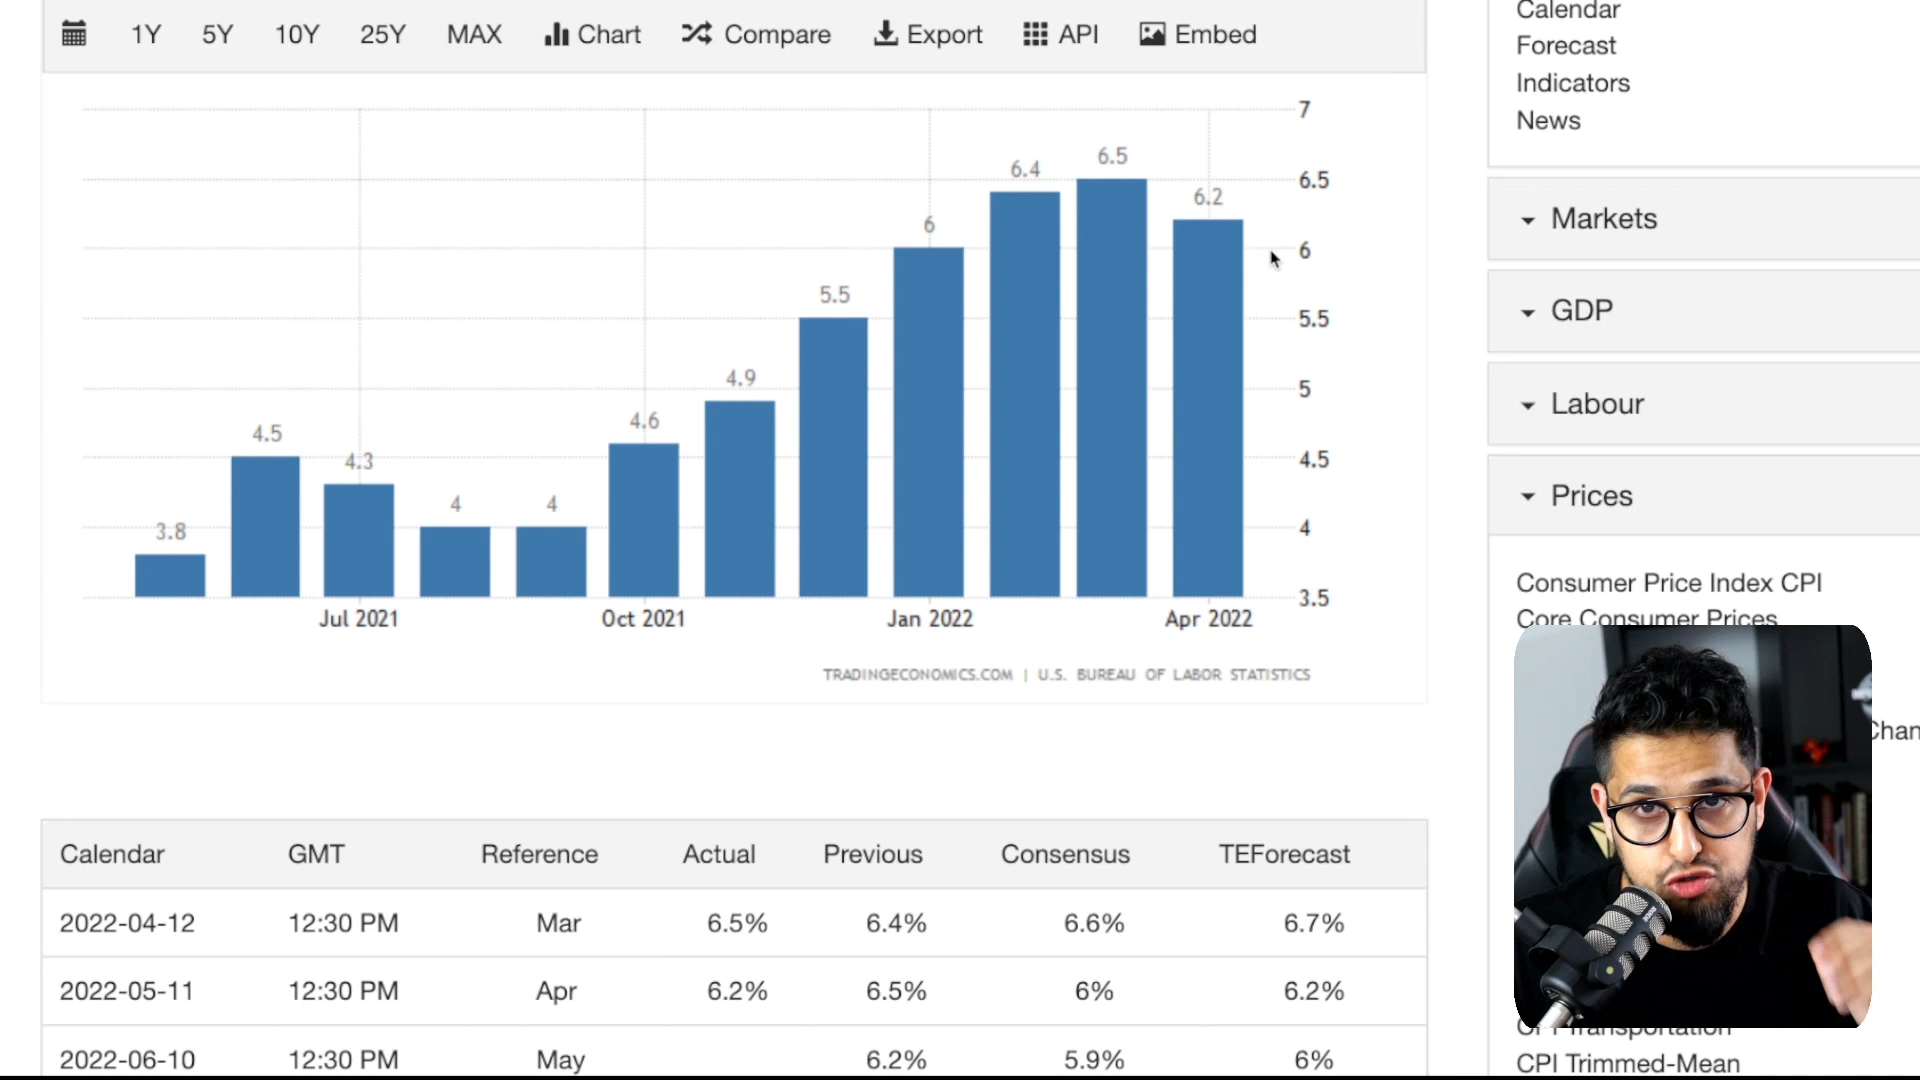 1Y 5Y 10Y 25Y MAX Chart Compare Export API Embed
7
6.5
6
5.5
5
4.5
4
3.5
3.8
4.5
4.3
4
4
4.6
4.9
5.5
6
6.4
6.5
6.2
Jul 2021 Oct 2021 Jan 2022 Apr 2022
TRADINGECONOMICS.COM | U.S. BUREAU OF LABOR STATISTICS
Calendar GMT Reference Actual Previous Consensus TEForecast
2022-04-12 12:30 PM Mar 6.5% 6.4% 6.6% 6.7%
2022-05-11 12:30 PM Apr 6.2% 6.5% 6% 6.2%
2022-06-10 12:30 PM May 6.2% 5.9% 6%
Calendar
Forecast
Indicators
News
Markets
GDP
Labour
Prices
Consumer Price Index CPI
Core Consumer Prices
CPI Transportation
CPI Trimmed-Mean